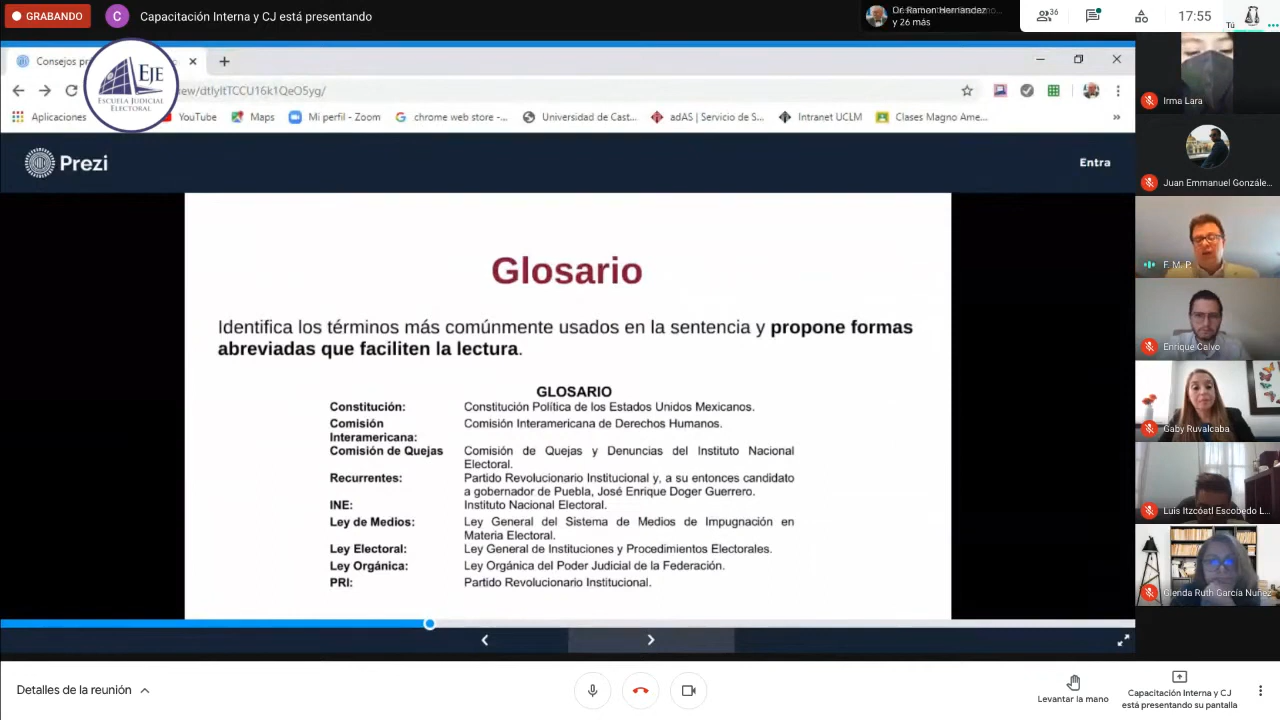 GRABANDO
C
Capacitación Interna y CJ está presentando
y 26 más
36
17:55
Tú
Consejos pr
EJE
ESCUELA JUDICIAL
ELECTORAL
ew/dtIyItTCCU16k1QeO5yg/
Aplicaciones
YouTube
Maps
Mi perfil - Zoom
chrome web store -...
Universidad de Cast...
adAS | Servicio de S...
Intranet UCLM
Clases Magno Ame...
»
Prezi
Entra
Glosario
Identifica los términos más comúnmente usados en la sentencia y propone formas
abreviadas que faciliten la lectura.
GLOSARIO
Constitución: Constitución Política de los Estados Unidos Mexicanos.
Comisión Interamericana: Comisión Interamericana de Derechos Humanos.
Comisión de Quejas Comisión de Quejas y Denuncias del Instituto Nacional
Electoral.
Recurrentes: Partido Revolucionario Institucional y, a su entonces candidato
a gobernador de Puebla, José Enrique Doger Guerrero.
INE: Instituto Nacional Electoral.
Ley de Medios: Ley General del Sistema de Medios de Impugnación en
Materia Electoral.
Ley Electoral: Ley General de Instituciones y Procedimientos Electorales.
Ley Orgánica: Ley Orgánica del Poder Judicial de la Federación.
PRI: Partido Revolucionario Institucional.
Irma Lara
Juan Emmanuel Gonzále...
F. M. P.
Enrique Calvo
Gaby Ruvalcaba
Luis Itzcóatl Escobedo L...
Glenda Ruth García Nuñez
Detalles de la reunión
Levantar la mano
Capacitación Interna y CJ
está presentando su pantalla